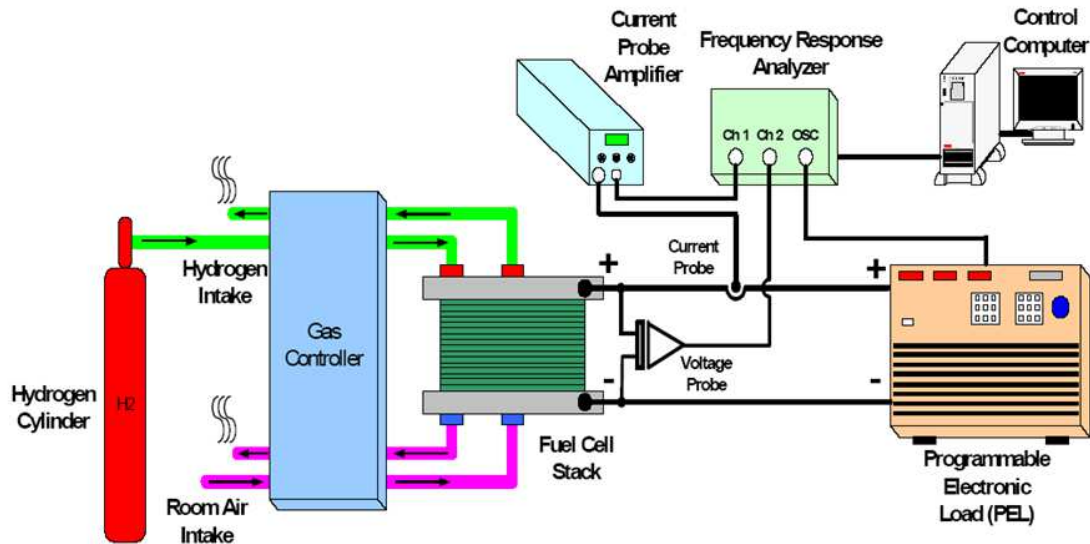 Current
Probe
Amplifier
Frequency Response
Analyzer
Control
Computer
Ch 1 Ch 2 OSC
Hydrogen
Intake
Current
Probe
+
+
Gas
Controller
Voltage
Probe
-
-
Hydrogen
Cylinder
H2
Fuel Cell
Stack
Room Air
Intake
Programmable
Electronic
Load (PEL)